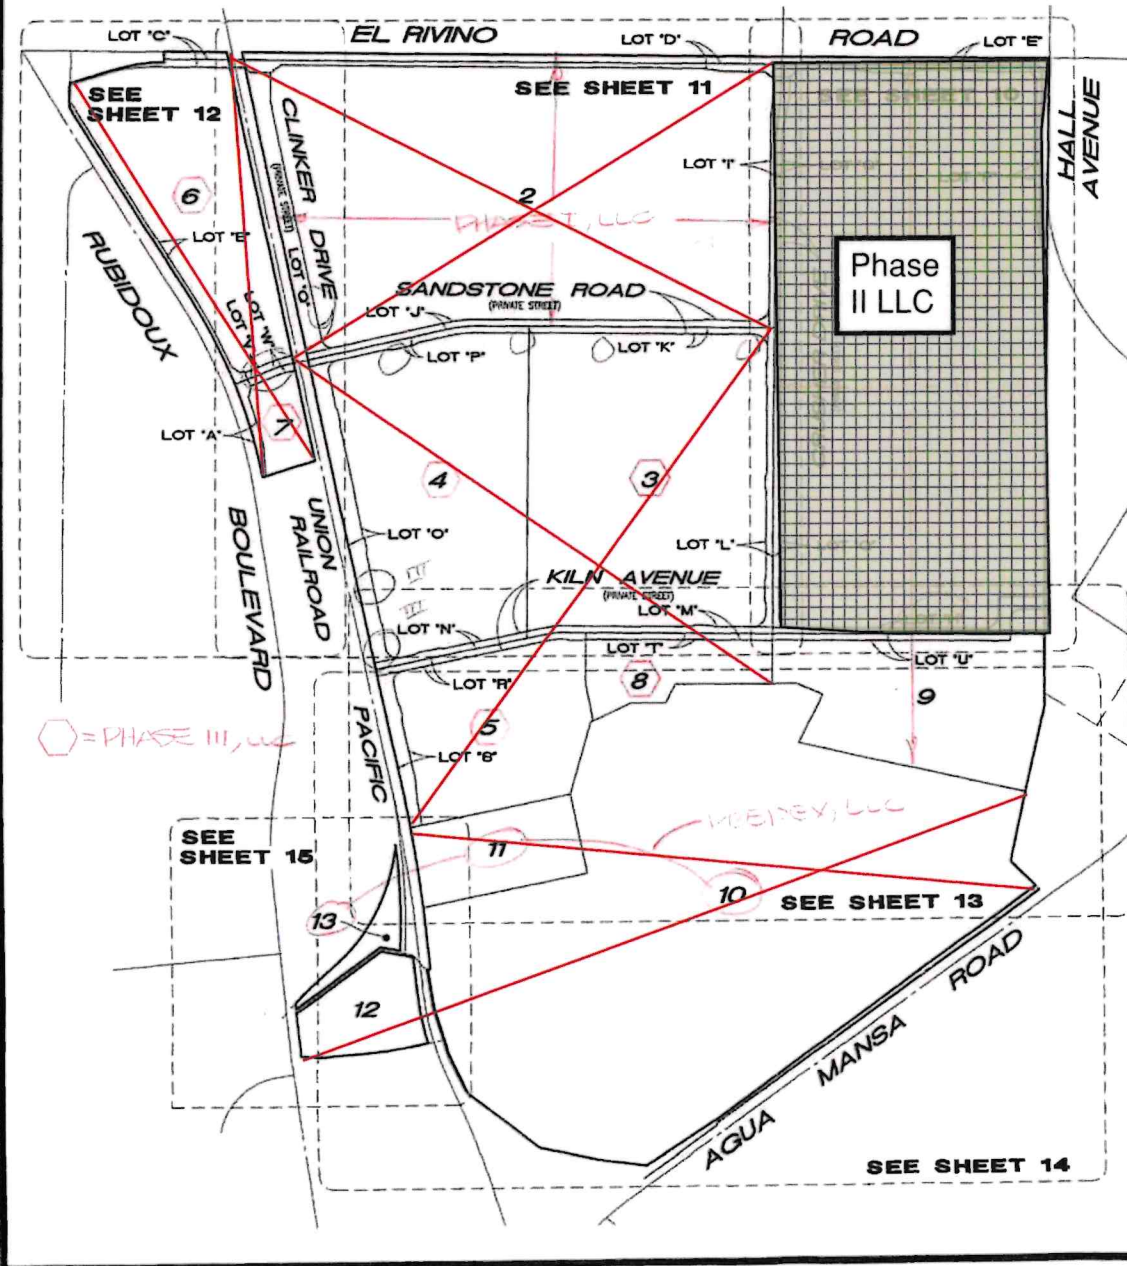 LOT "C"
EL RIVINO
LOT "D"
ROAD
LOT "E"
SEE
SHEET 12
SEE SHEET 11
HALL
AVENUE
CLINKER DRIVE
(PRIVATE STREET)
LOT "Q"
LOT "I"
2
6
PHASE I, LLC
LOT "E"
RUBIDOUX
LOT "W"
Phase
II LLC
SANDSTONE ROAD
(PRIVATE STREET)
LOT "J"
LOT "P"
LOT "K"
LOT "A"
7
4
3
BOULEVARD
UNION
RAILROAD
LOT "O"
LOT "L"
KILN AVENUE
(PRIVATE STREET)
LOT "M"
III
III
LOT "N"
LOT "T"
LOT "U"
LOT "R"
8
9
5
= PHASE III, LLC
PACIFIC
LOT "S"
SEE
SHEET 15
11
10
SEE SHEET 13
13
12
AGUA MANSA ROAD
SEE SHEET 14